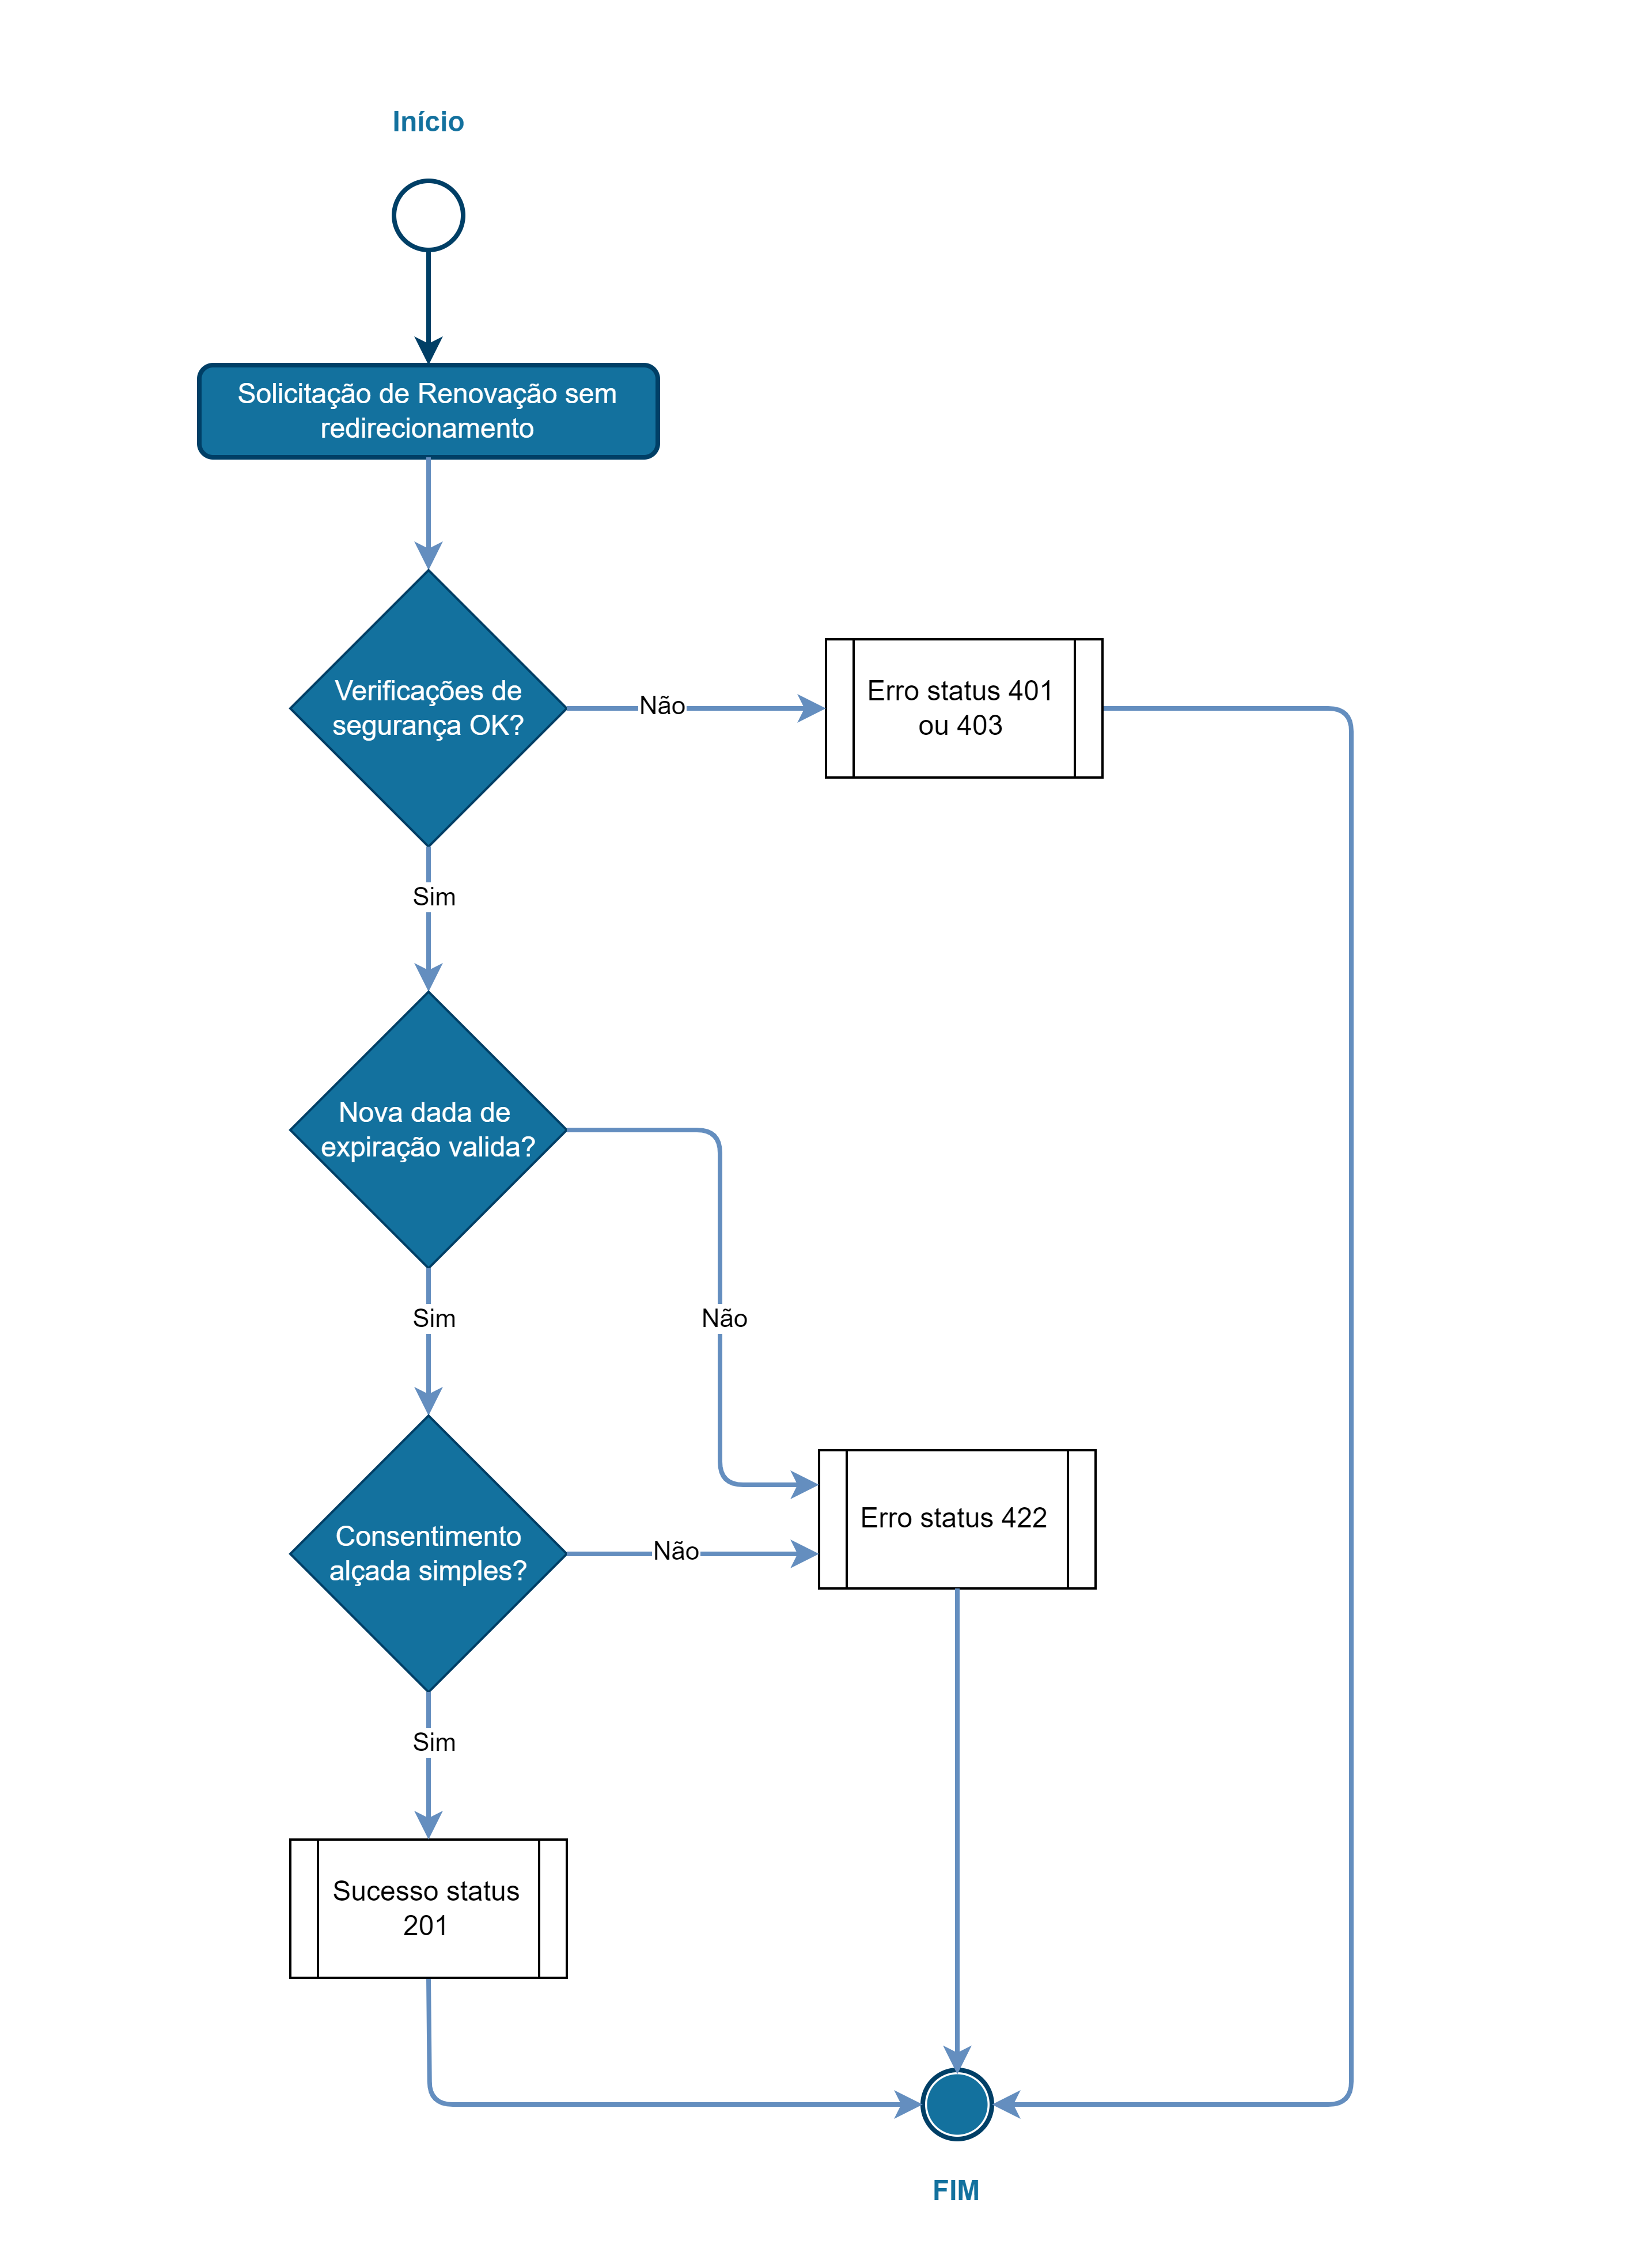 Início
Solicitação de Renovação sem
redirecionamento
Verificações de
segurança OK?
Não
Erro status 401
ou 403
Sim
Nova dada de
expiração valida?
Sim
Não
Consentimento
alçada simples?
Não
Erro status 422
Sim
Sucesso status
201
FIM